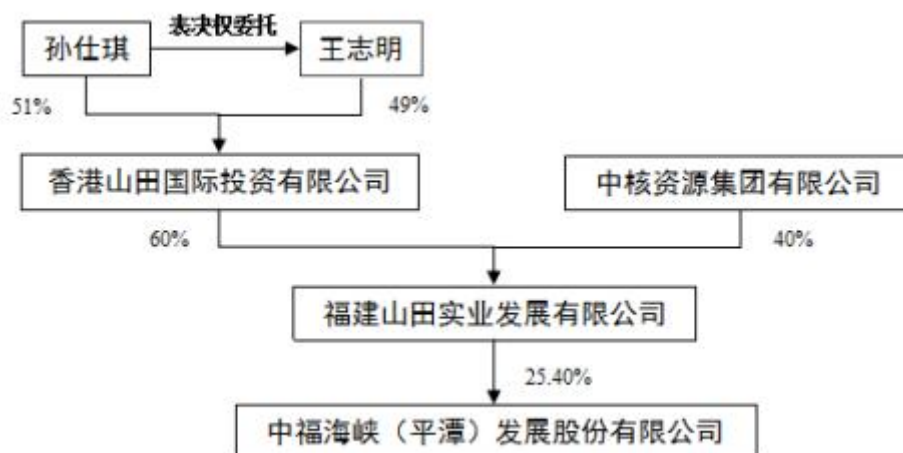 表决权委托
孙仕琪
王志明
51%
49%
香港山田国际投资有限公司
中核资源集团有限公司
60%
40%
福建山田实业发展有限公司
25.40%
中福海峡（平潭）发展股份有限公司